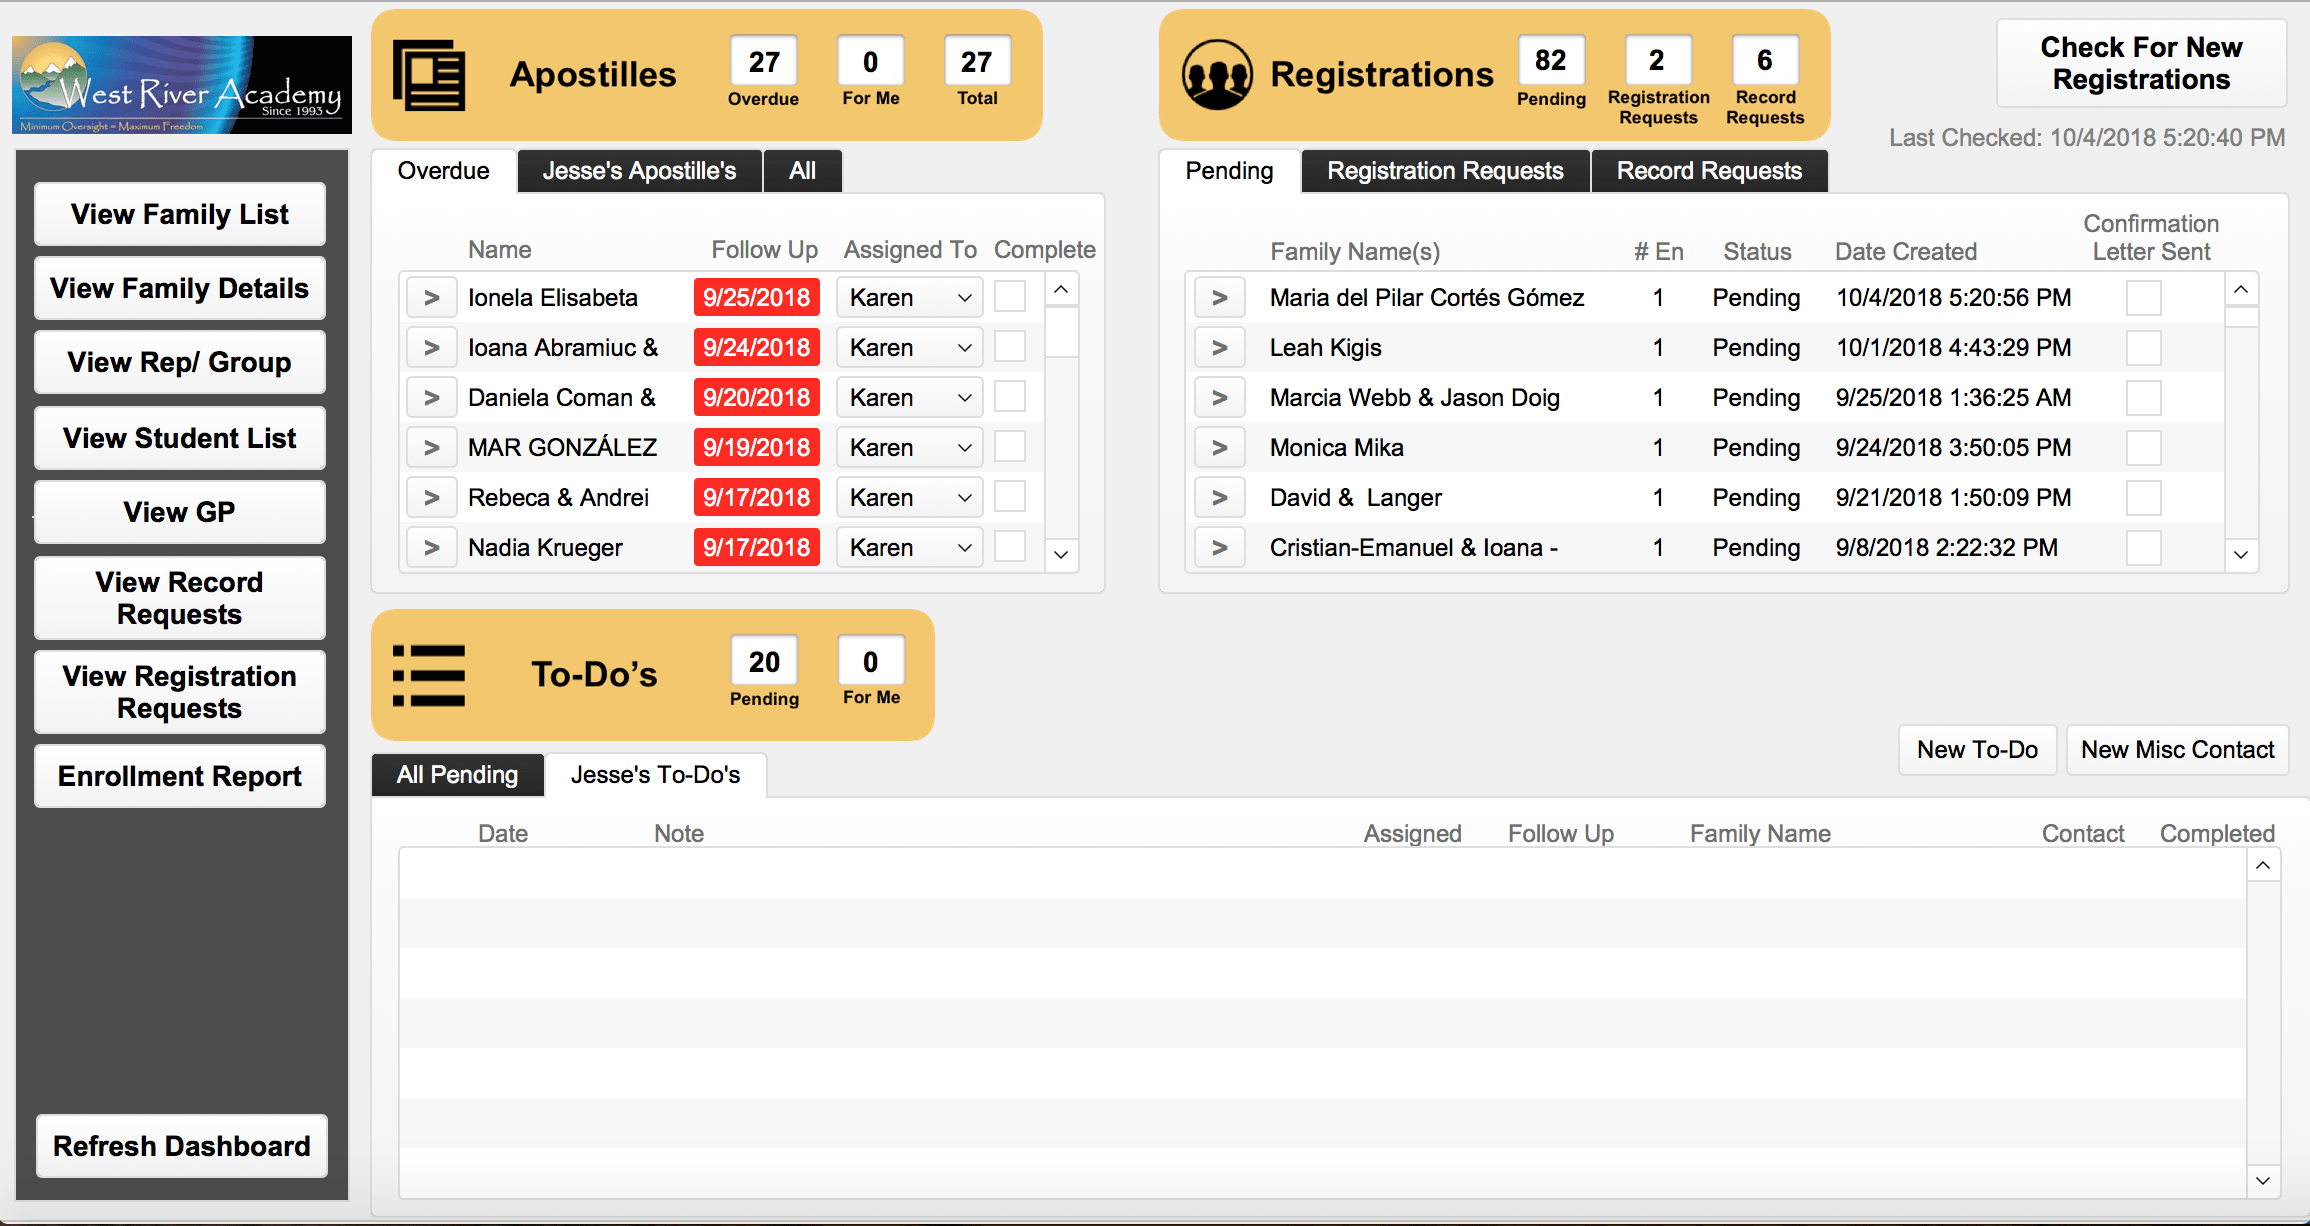 West River Academy
Since 1993
Minimum Oversight = Maximum Freedom
View Family List
View Family Details
View Rep/ Group
View Student List
View GP
View Record
Requests
View Registration
Requests
Enrollment Report
Refresh Dashboard
Apostilles
27
Overdue
0
For Me
27
Total
Overdue
Jesse's Apostille's
All
Name Follow Up Assigned To Complete
> Ionela Elisabeta 9/25/2018 Karen
> Ioana Abramiuc & 9/24/2018 Karen
> Daniela Coman & 9/20/2018 Karen
> MAR GONZÁLEZ 9/19/2018 Karen
> Rebeca & Andrei 9/17/2018 Karen
> Nadia Krueger 9/17/2018 Karen
Registrations
82
Pending
2
Registration
Requests
6
Record
Requests
Check For New
Registrations
Last Checked: 10/4/2018 5:20:40 PM
Pending
Registration Requests
Record Requests
Family Name(s) # En Status Date Created Confirmation
Letter Sent
> Maria del Pilar Cortés Gómez 1 Pending 10/4/2018 5:20:56 PM
> Leah Kigis 1 Pending 10/1/2018 4:43:29 PM
> Marcia Webb & Jason Doig 1 Pending 9/25/2018 1:36:25 AM
> Monica Mika 1 Pending 9/24/2018 3:50:05 PM
> David &  Langer 1 Pending 9/21/2018 1:50:09 PM
> Cristian-Emanuel & Ioana - 1 Pending 9/8/2018 2:22:32 PM
To-Do’s
20
Pending
0
For Me
New To-Do
New Misc Contact
All Pending
Jesse's To-Do's
Date Note Assigned Follow Up Family Name Contact Completed